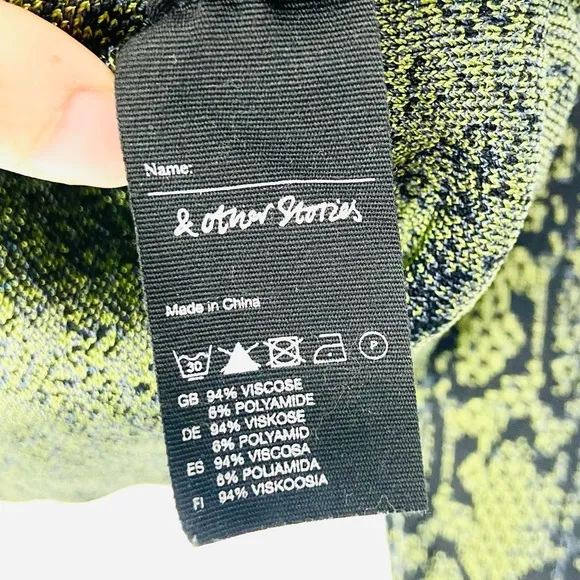 Name:
& other Stories
Made in China
30 P
GB 94% VISCOSE
6% POLYAMIDE
DE 94% VISKOSE
6% POLYAMID
ES 94% VISCOSA
6% POLIAMIDA
FI 94% VISKOOSIA